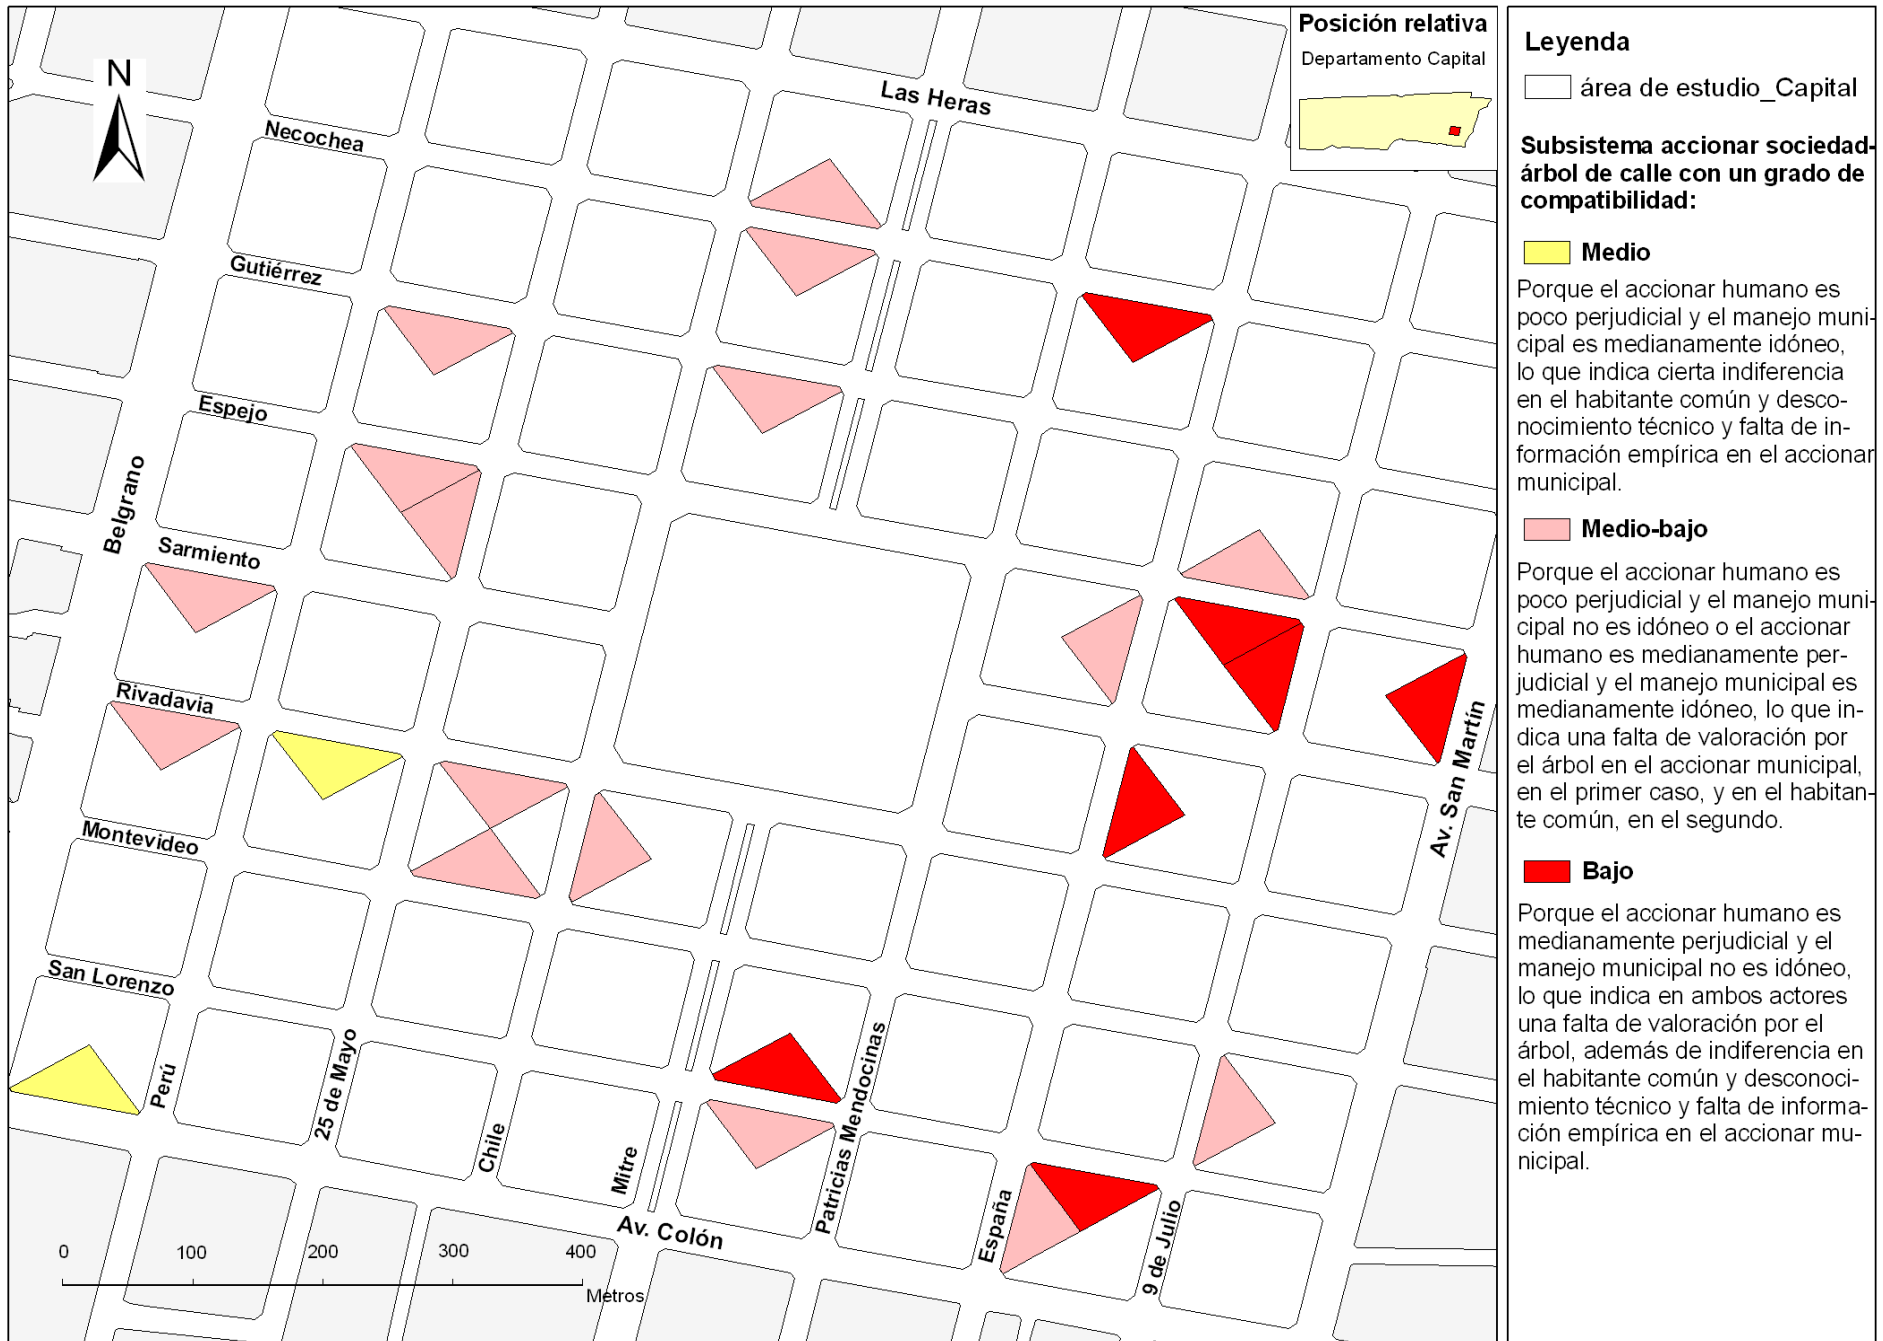 N
Las Heras
Necochea
Gutiérrez
Espejo
Belgrano
Sarmiento
Rivadavia
Montevideo
San Lorenzo
Perú
25 de Mayo
Chile
Mitre
Patricias Mendocinas
España
9 de Julio
Av. San Martín
Av. Colón
0 100 200 300 400
Metros
Posición relativa
Departamento Capital
Leyenda
área de estudio_Capital
Subsistema accionar sociedad-
árbol de calle con un grado de
compatibilidad:
Medio
Porque el accionar humano es
poco perjudicial y el manejo muni-
cipal es medianamente idóneo,
lo que indica cierta indiferencia
en el habitante común y desco-
nocimiento técnico y falta de in-
formación empírica en el accionar
municipal.
Medio-bajo
Porque el accionar humano es
poco perjudicial y el manejo muni-
cipal no es idóneo o el accionar
humano es medianamente per-
judicial y el manejo municipal es
medianamente idóneo, lo que in-
dica una falta de valoración por
el árbol en el accionar municipal,
en el primer caso, y en el habitan-
te común, en el segundo.
Bajo
Porque el accionar humano es
medianamente perjudicial y el
manejo municipal no es idóneo,
lo que indica en ambos actores
una falta de valoración por el
árbol, además de indiferencia en
el habitante común y desconoci-
miento técnico y falta de informa-
ción empírica en el accionar mu-
nicipal.